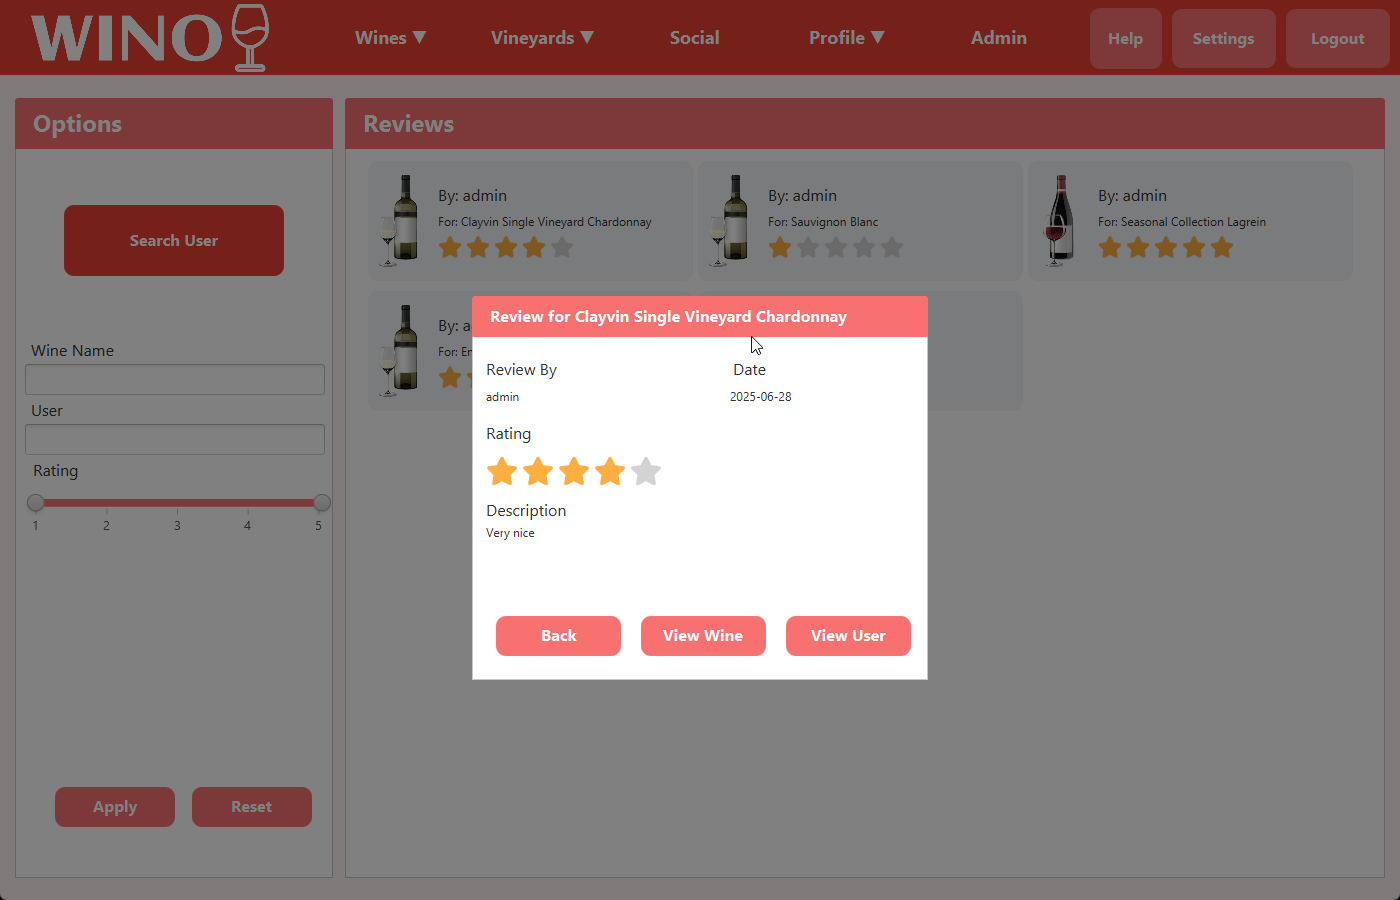 WINO
Wines ▼
Vineyards ▼
Social
Profile ▼
Admin
Help
Settings
Logout
Options
Search User
Wine Name
User
Rating
1 2 3 4 5
Apply
Reset
Reviews
By: admin
For: Clayvin Single Vineyard Chardonnay
By: admin
For: Sauvignon Blanc
By: admin
For: Seasonal Collection Lagrein
By:
For:
Review for Clayvin Single Vineyard Chardonnay
Review By
Date
admin
2025-06-28
Rating
Description
Very nice
Back
View Wine
View User